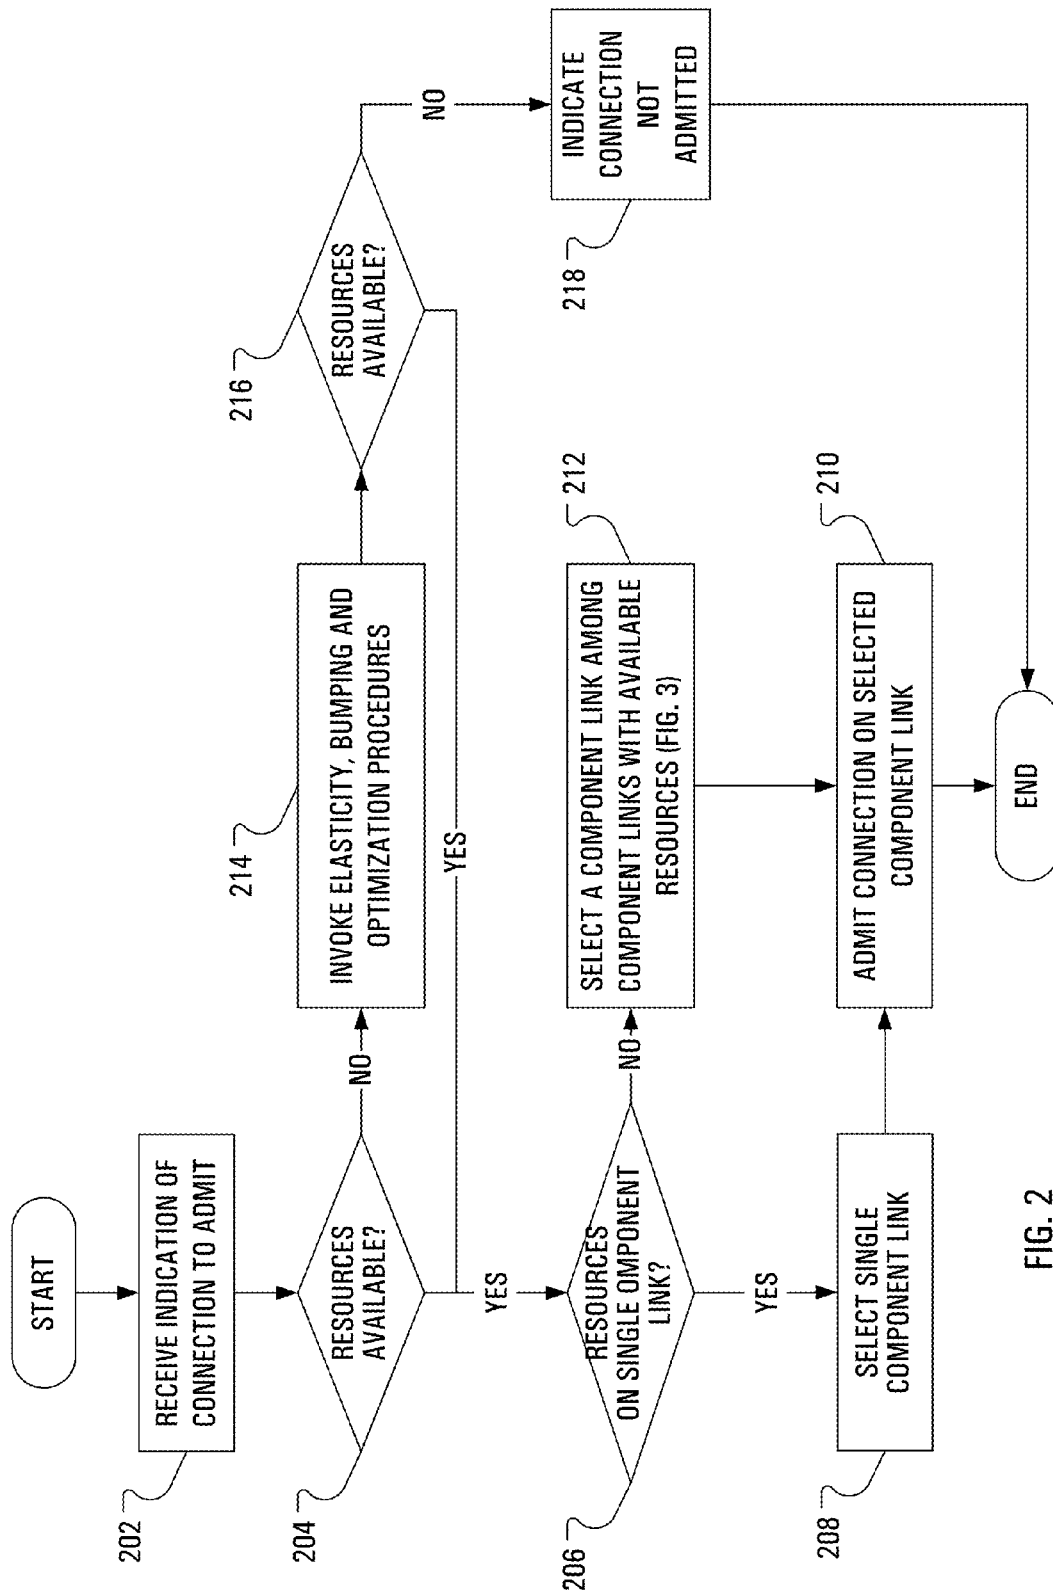 START
202
RECEIVE INDICATION OF
CONNECTION TO ADMIT
204
RESOURCES
AVAILABLE?
NO
214
INVOKE ELASTICITY, BUMPING AND
OPTIMIZATION PROCEDURES
216
RESOURCES
AVAILABLE?
NO
YES
YES
206
RESOURCES
ON SINGLE OMPONENT
LINK?
NO
212
SELECT A COMPONENT LINK AMONG
COMPONENT LINKS WITH AVAILABLE
RESOURCES (FIG. 3)
218
INDICATE
CONNECTION
NOT
ADMITTED
YES
208
SELECT SINGLE
COMPONENT LINK
210
ADMIT CONNECTION ON SELECTED
COMPONENT LINK
END
FIG. 2